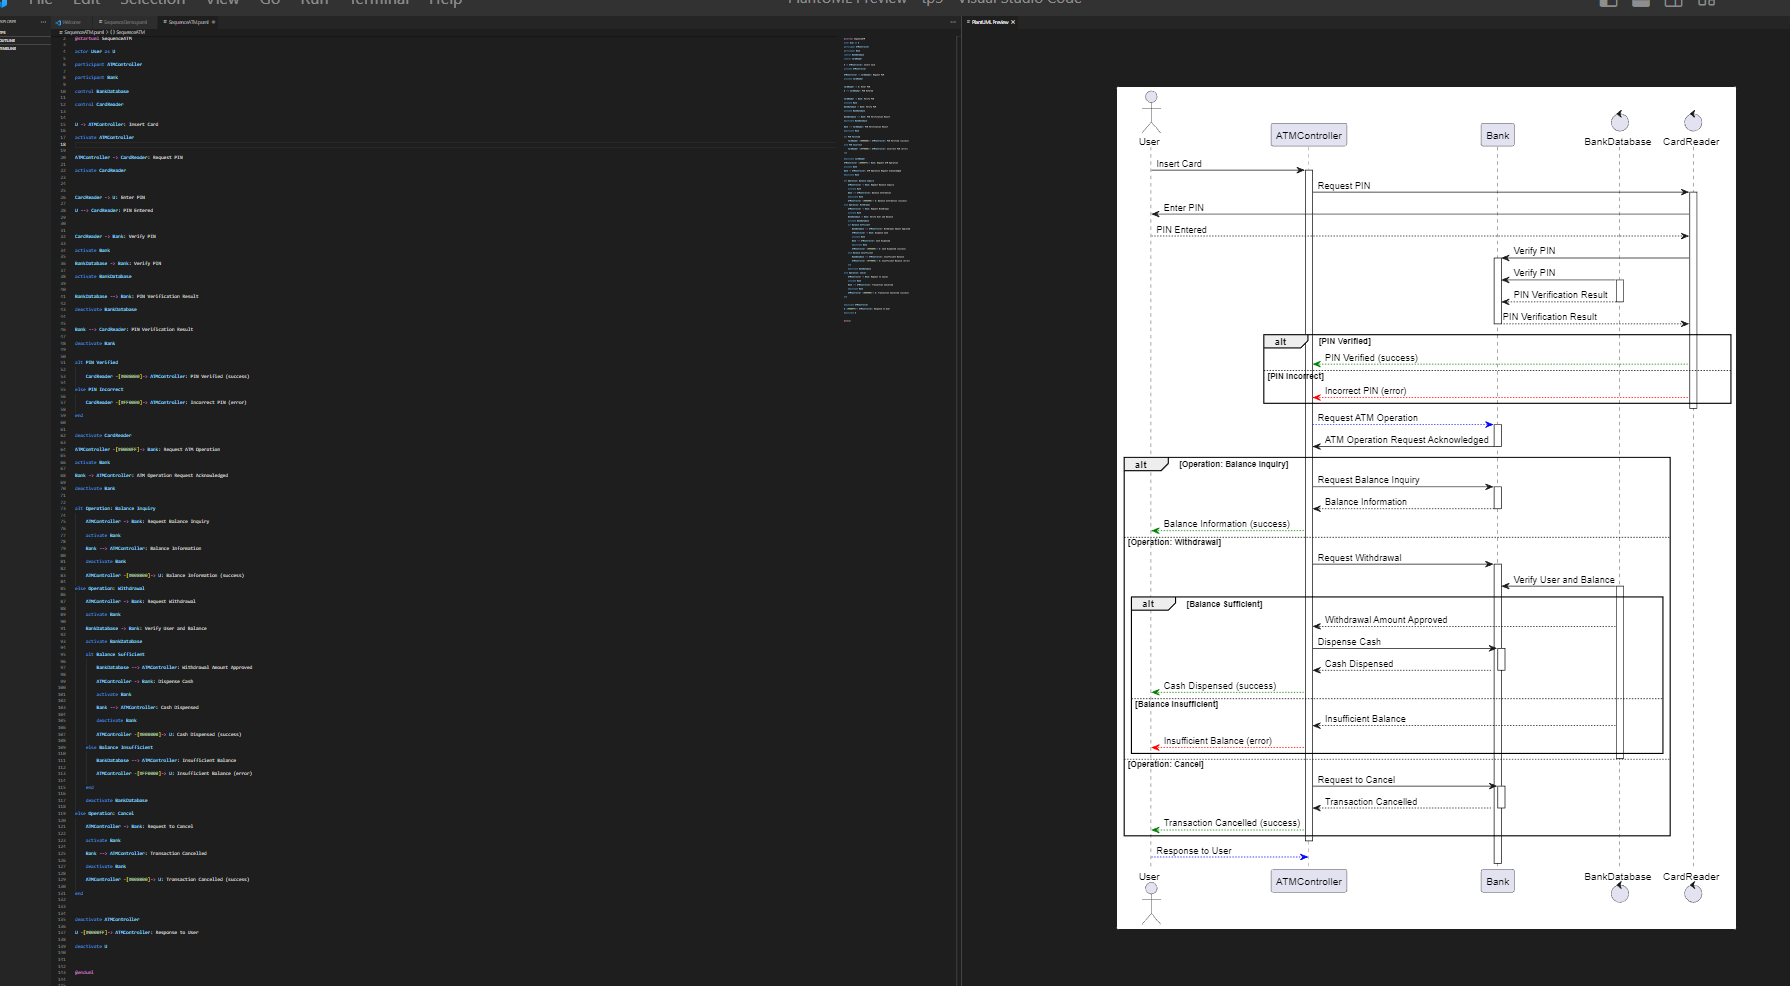 File Edit Selection View Go Run Terminal Help
PlantUML Preview - tp5 - Visual Studio Code
Welcome
SequenceATM.puml
PlantUML Preview
SequenceATM.puml > {} SequenceATM
@startuml SequenceATM
actor User as U
participant ATMController
participant Bank
control BankDatabase
control CardReader
U -> ATMController: Insert Card
activate ATMController
ATMController -> CardReader: Request PIN
activate CardReader
CardReader -> U: Enter PIN
U --> CardReader: PIN Entered
CardReader -> Bank: Verify PIN
activate Bank
BankDatabase -> Bank: Verify PIN
activate BankDatabase
BankDatabase --> Bank: PIN Verification Result
deactivate BankDatabase
Bank --> CardReader: PIN Verification Result
deactivate Bank
alt PIN Verified
CardReader -[#008000]-> ATMController: PIN Verified (success)
else PIN Incorrect
CardReader -[#FF0000]-> ATMController: Incorrect PIN (error)
end
deactivate CardReader
ATMController -[#0000FF]-> Bank: Request ATM Operation
activate Bank
Bank -> ATMController: ATM Operation Request Acknowledged
deactivate Bank
alt Operation: Balance Inquiry
ATMController -> Bank: Request Balance Inquiry
activate Bank
Bank --> ATMController: Balance Information
deactivate Bank
ATMController -[#008000]-> U: Balance Information (success)
else Operation: Withdrawal
ATMController -> Bank: Request Withdrawal
activate Bank
BankDatabase -> Bank: Verify User and Balance
activate BankDatabase
alt Balance Sufficient
BankDatabase --> ATMController: Withdrawal Amount Approved
ATMController -> Bank: Dispense Cash
activate Bank
Bank --> ATMController: Cash Dispensed
deactivate Bank
ATMController -[#008000]-> U: Cash Dispensed (success)
else Balance Insufficient
BankDatabase --> ATMController: Insufficient Balance
ATMController -[#FF0000]-> U: Insufficient Balance (error)
end
deactivate BankDatabase
else Operation: Cancel
ATMController -> Bank: Request to Cancel
activate Bank
Bank --> ATMController: Transaction Cancelled
deactivate Bank
ATMController -[#008000]-> U: Transaction Cancelled (success)
end
deactivate ATMController
U -[#0000FF]-> ATMController: Response to User
deactivate U
@enduml
User
ATMController
Bank
BankDatabase
CardReader
Insert Card
Request PIN
Enter PIN
PIN Entered
Verify PIN
Verify PIN
PIN Verification Result
PIN Verification Result
alt [PIN Verified]
PIN Verified (success)
[PIN Incorrect]
Incorrect PIN (error)
Request ATM Operation
ATM Operation Request Acknowledged
alt [Operation: Balance Inquiry]
Request Balance Inquiry
Balance Information
Balance Information (success)
[Operation: Withdrawal]
Request Withdrawal
Verify User and Balance
alt [Balance Sufficient]
Withdrawal Amount Approved
Dispense Cash
Cash Dispensed
Cash Dispensed (success)
[Balance Insufficient]
Insufficient Balance
Insufficient Balance (error)
[Operation: Cancel]
Request to Cancel
Transaction Cancelled
Transaction Cancelled (success)
Response to User
User
ATMController
Bank
BankDatabase
CardReader